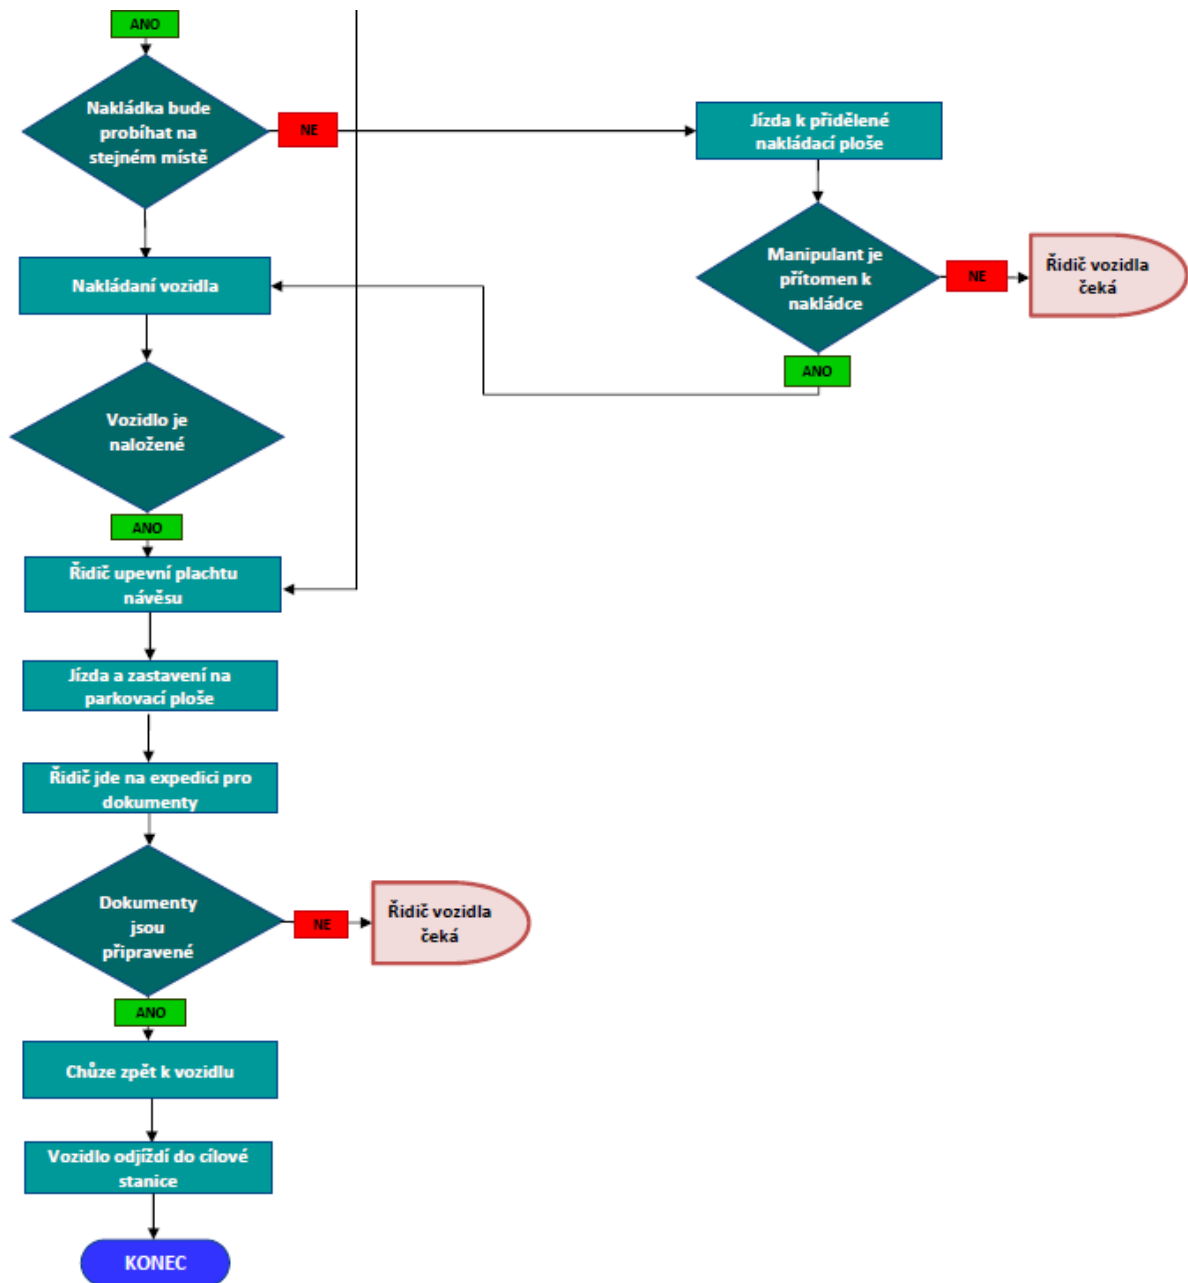 ANO
Nakládka bude
probíhat na
stejném místě
NE
Jízda k přidělené
nakládací ploše
Manipulant je
přítomen k
nakládce
NE
Řidič vozidla
čeká
ANO
Nakládaní vozidla
Vozidlo je
naložené
ANO
Řidič upevní plachtu
návěsu
Jízda a zastavení na
parkovací ploše
Řidič jde na expedici pro
dokumenty
Dokumenty
jsou
připravené
NE
Řidič vozidla
čeká
ANO
Chůze zpět k vozidlu
Vozidlo odjíždí do cílové
stanice
KONEC